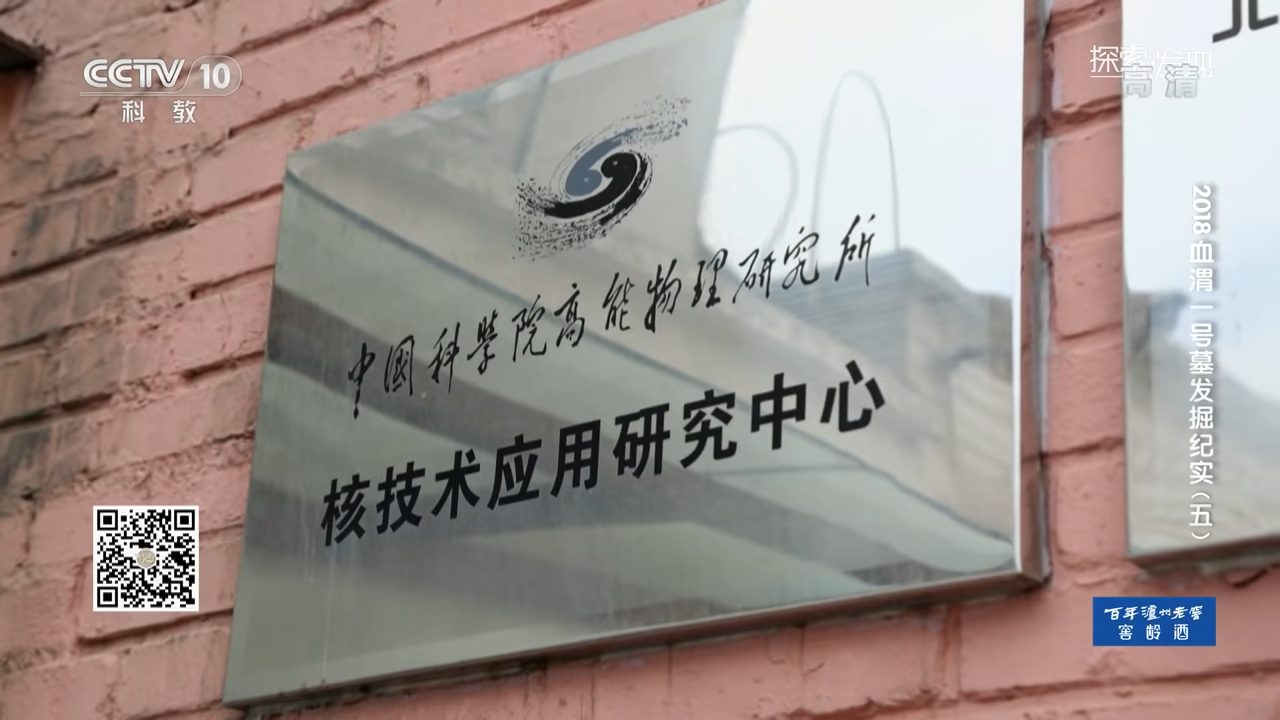 CCTV 10
科教
探索·发现
高清
北
中国科学院高能物理研究所
核技术应用研究中心
2018血渭一号墓发掘纪实（五）
百年泸州老窖
窖龄酒